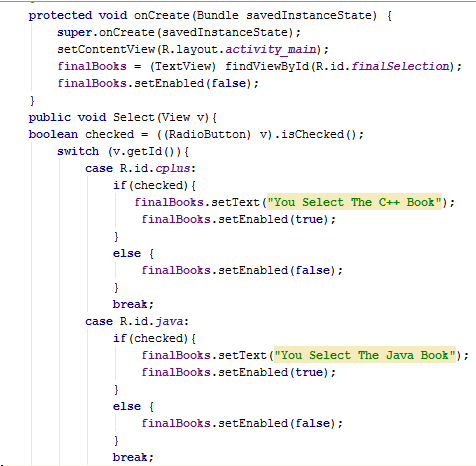 protected void onCreate(Bundle savedInstanceState) {
super.onCreate(savedInstanceState);
setContentView(R.layout.activity_main);
finalBooks = (TextView) findViewById(R.id.finalSelection);
finalBooks.setEnabled(false);
}
public void Select(View v){
boolean checked = ((RadioButton) v).isChecked();
switch (v.getId()){
case R.id.cplus:
if(checked){
finalBooks.setText("You Select The C++ Book");
finalBooks.setEnabled(true);
}
else {
finalBooks.setEnabled(false);
}
break;
case R.id.java:
if(checked){
finalBooks.setText("You Select The Java Book");
finalBooks.setEnabled(true);
}
else {
finalBooks.setEnabled(false);
}
break;